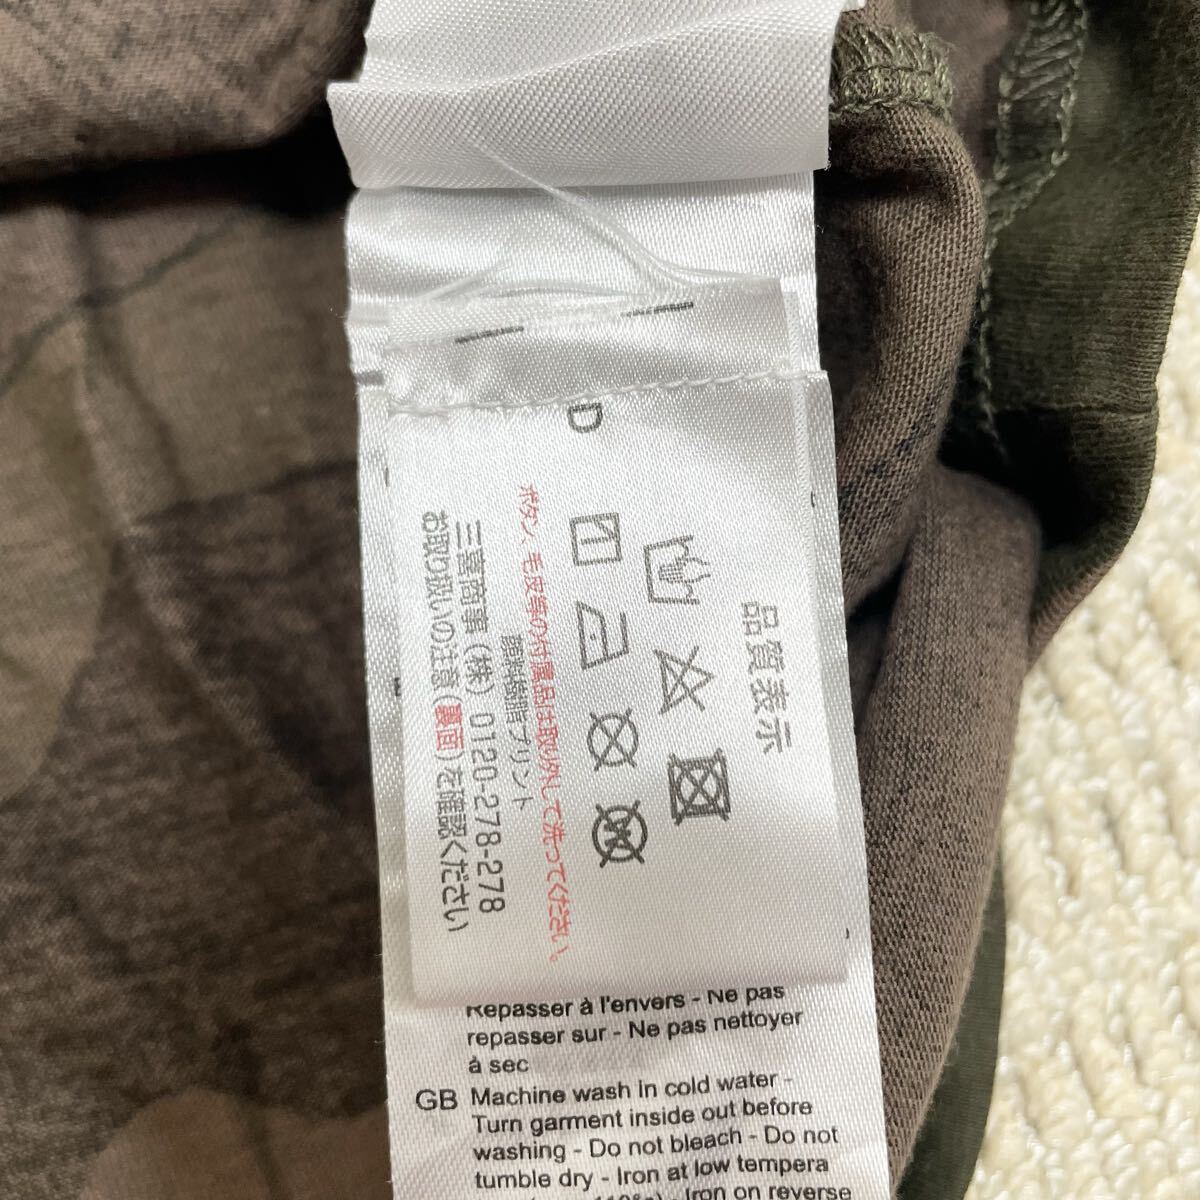 D
品質表示
ボタン、毛皮等の付属品は取り外して洗ってください。
顔料樹脂プリント
三喜商事(株) 0120-278-278
お取り扱いの注意(裏面)を確認ください
Repasser à l'envers - Ne pas
repasser sur - Ne pas nettoyer
à sec
GB Machine wash in cold water -
Turn garment inside out before
washing - Do not bleach - Do not
tumble dry - Iron at low tempera
Iron on reverse